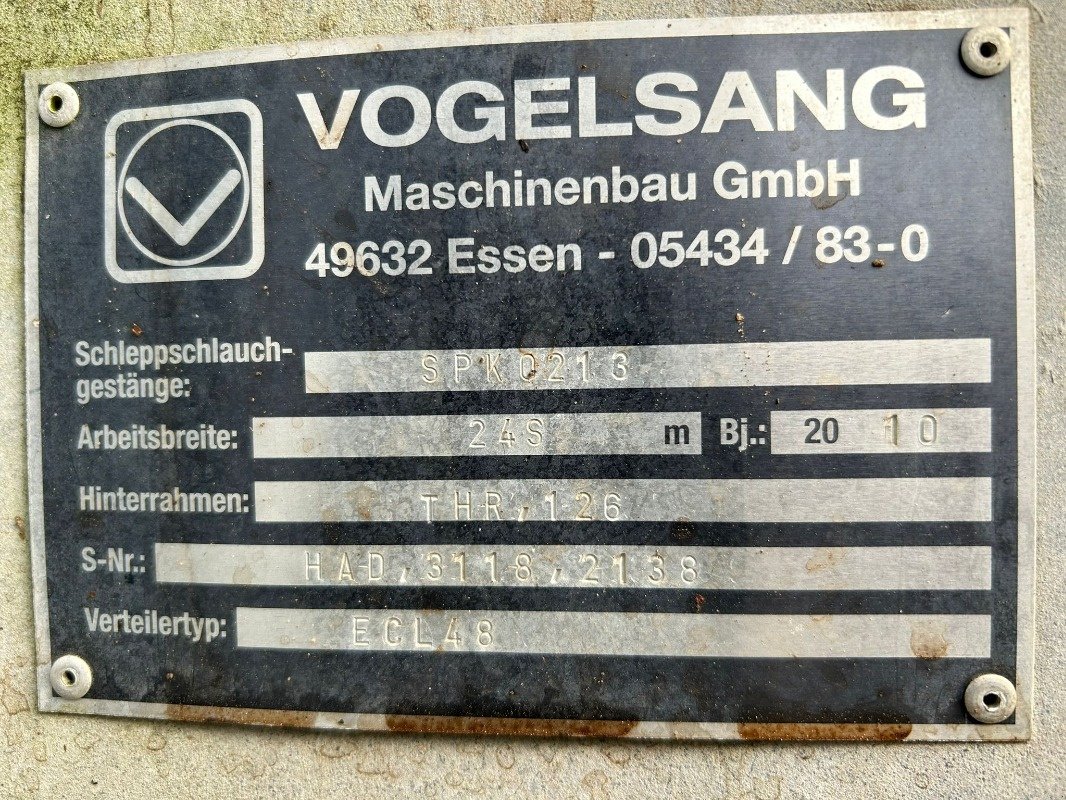 VOGELSANG
Maschinenbau GmbH
49632 Essen - 05434 / 83-0
Schleppschlauch-
gestänge: SPK0213
Arbeitsbreite: 24S m Bj.: 20 10
Hinterrahmen: THR,126
S-Nr.: HAD,3118,2138
Verteilertyp: ECL48